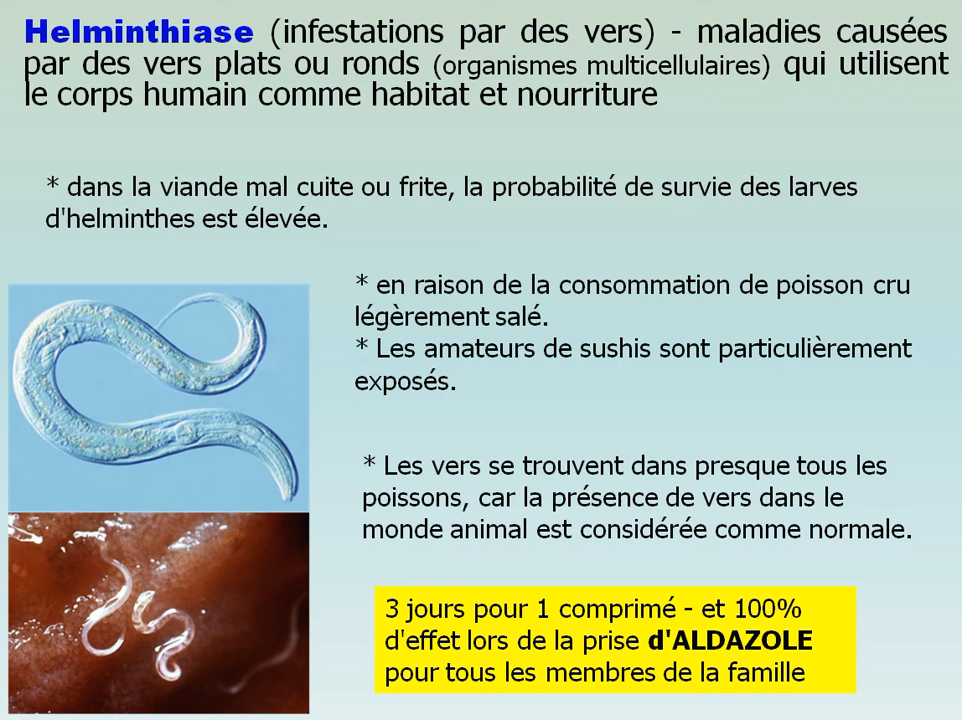 Helminthiase (infestations par des vers) - maladies causées
par des vers plats ou ronds (organismes multicellulaires) qui utilisent
le corps humain comme habitat et nourriture
* dans la viande mal cuite ou frite, la probabilité de survie des larves
d'helminthes est élevée.
* en raison de la consommation de poisson cru
légèrement salé.
* Les amateurs de sushis sont particulièrement
exposés.
* Les vers se trouvent dans presque tous les
poissons, car la présence de vers dans le
monde animal est considérée comme normale.
3 jours pour 1 comprimé - et 100%
d'effet lors de la prise d'ALDAZOLE
pour tous les membres de la famille